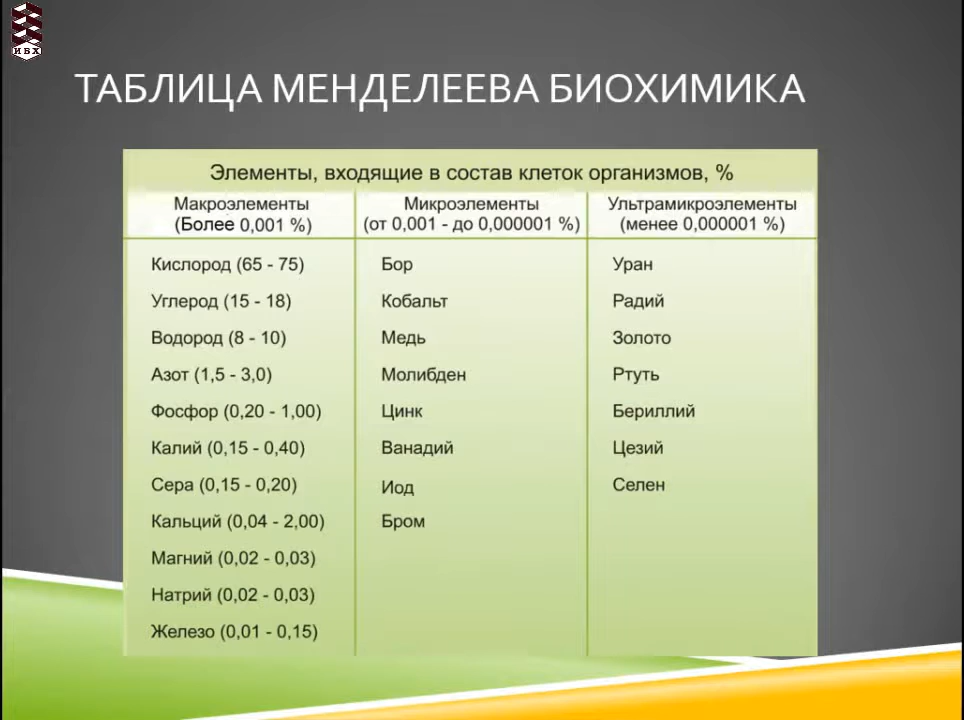 ИБХ
ТАБЛИЦА МЕНДЕЛЕЕВА БИОХИМИКА
Элементы, входящие в состав клеток организмов, %
Макроэлементы
(Более 0,001 %)
Микроэлементы
(от 0,001 - до 0,000001 %)
Ультрамикроэлементы
(менее 0,000001 %)
Кислород (65 - 75)
Углерод (15 - 18)
Водород (8 - 10)
Азот (1,5 - 3,0)
Фосфор (0,20 - 1,00)
Калий (0,15 - 0,40)
Сера (0,15 - 0,20)
Кальций (0,04 - 2,00)
Магний (0,02 - 0,03)
Натрий (0,02 - 0,03)
Железо (0,01 - 0,15)
Бор
Кобальт
Медь
Молибден
Цинк
Ванадий
Иод
Бром
Уран
Радий
Золото
Ртуть
Бериллий
Цезий
Селен